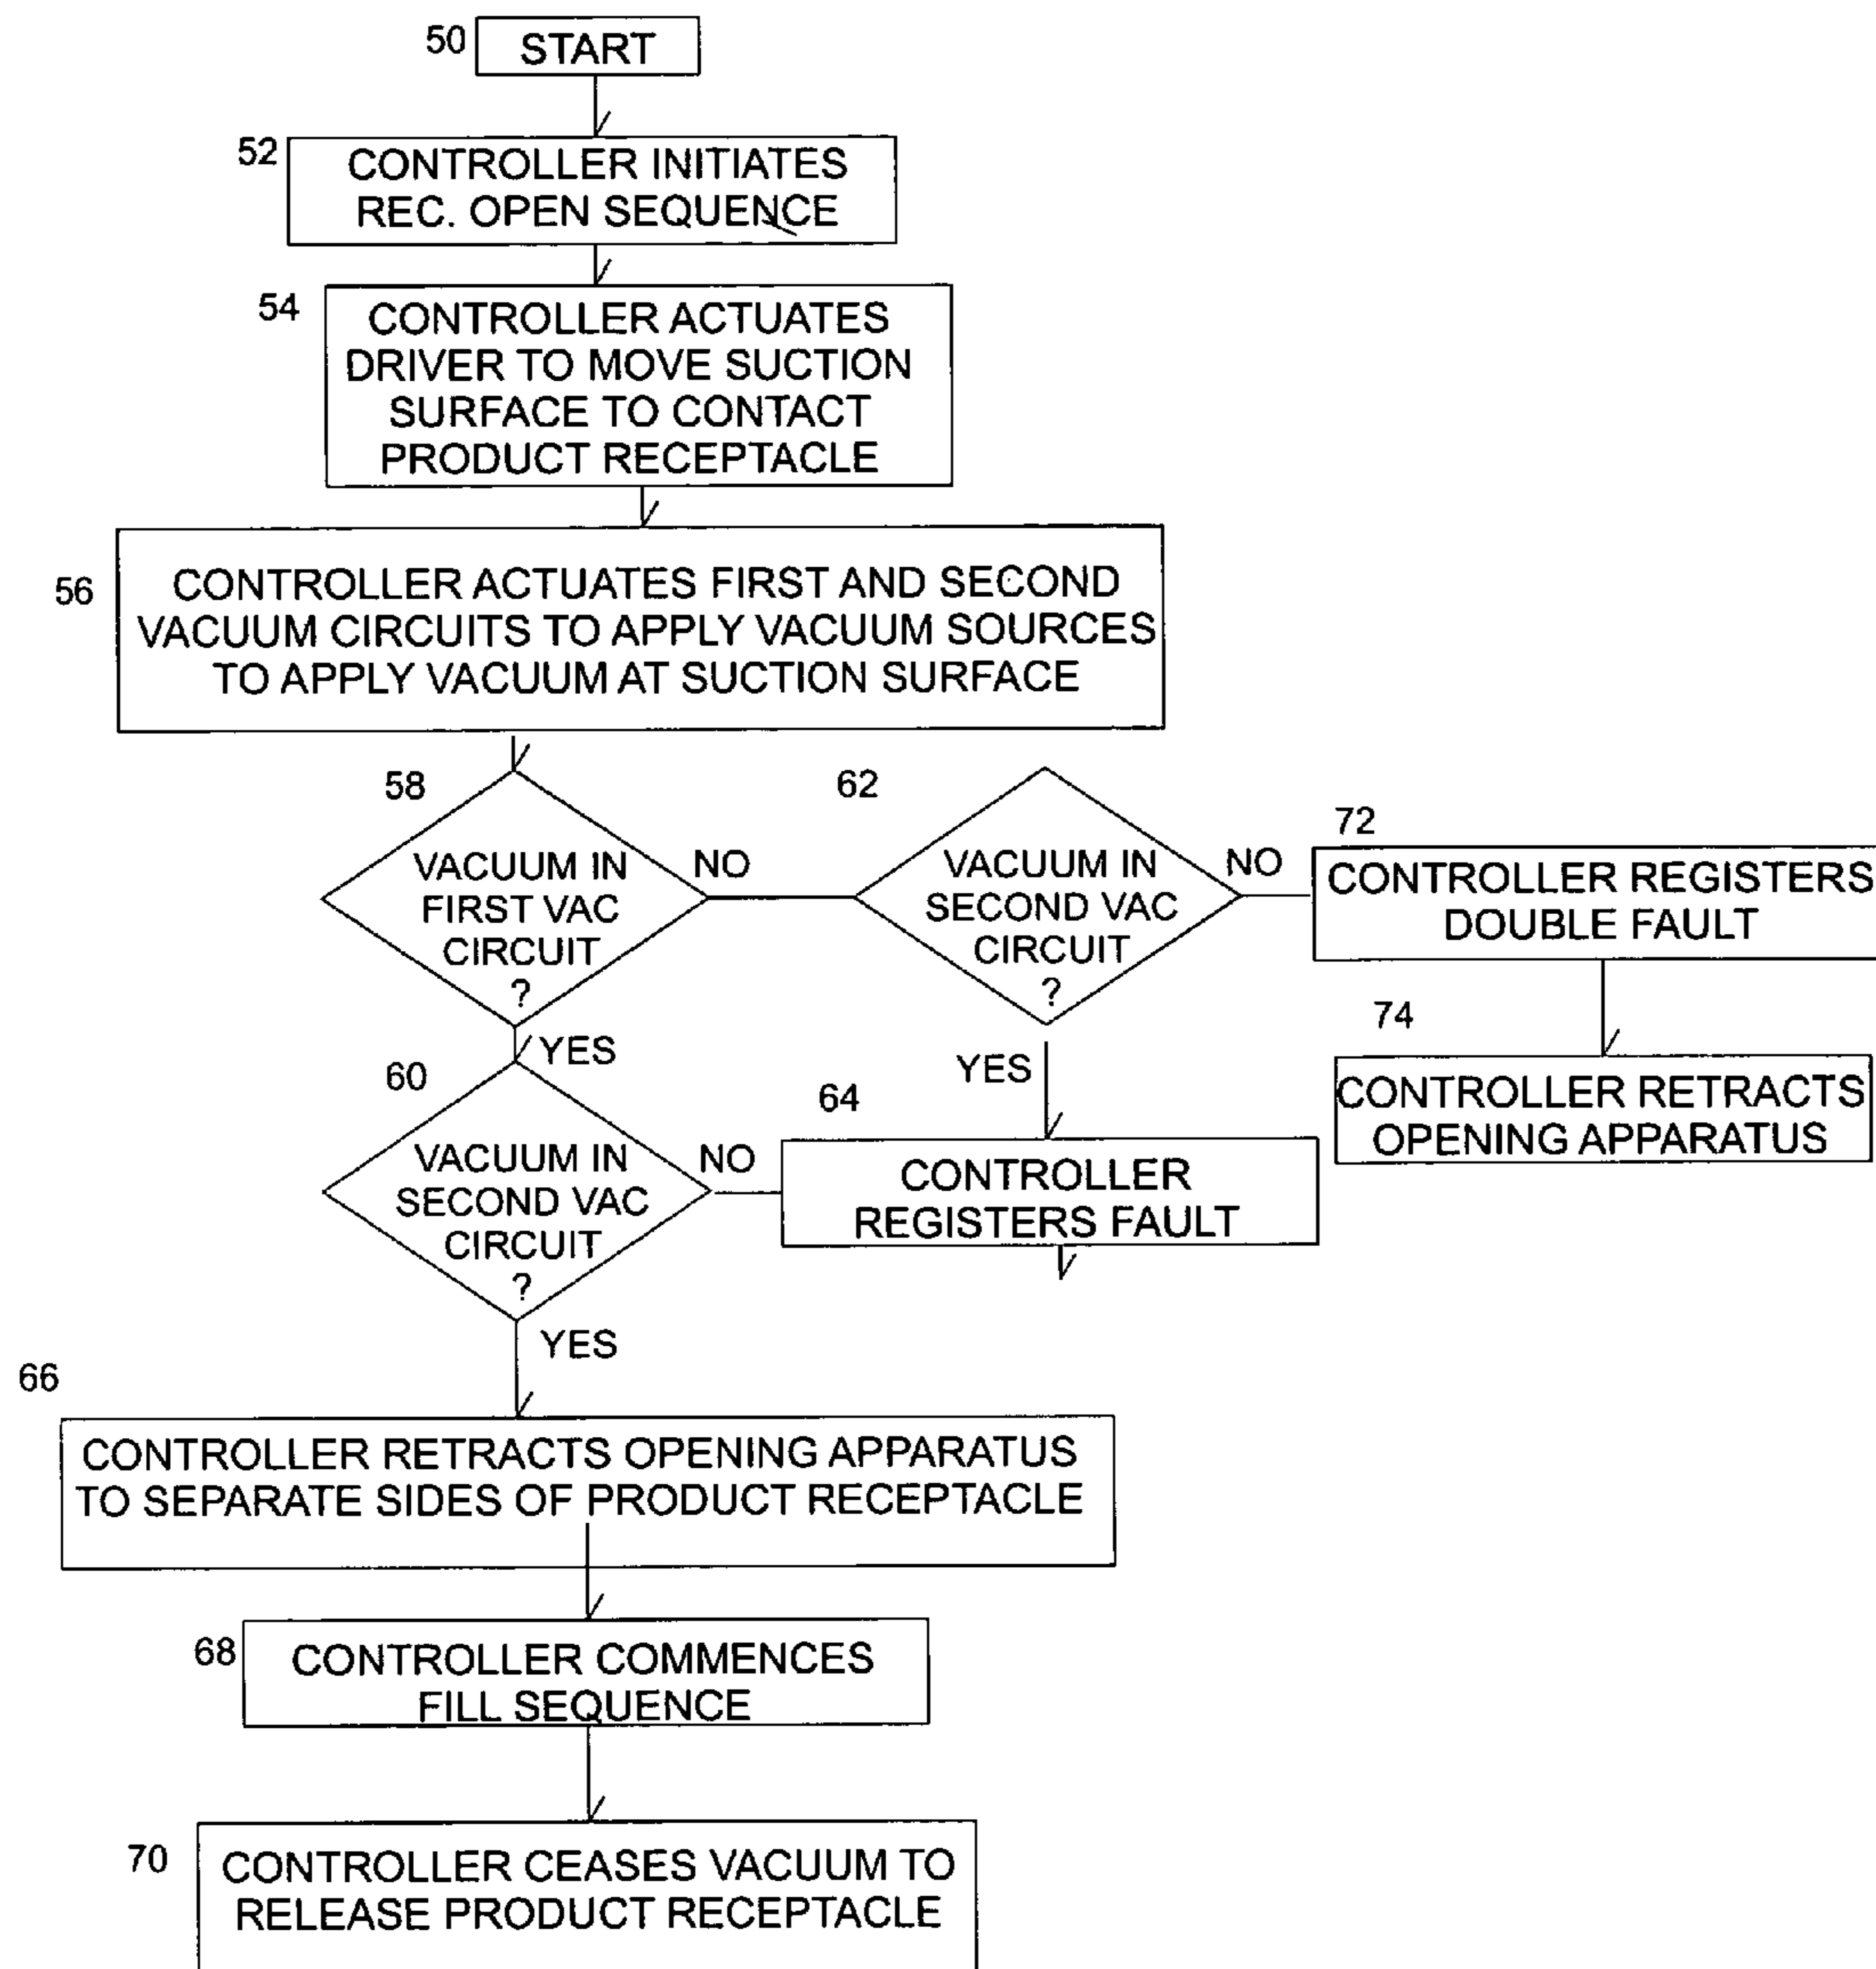 50
START
52
CONTROLLER INITIATES
REC. OPEN SEQUENCE
54
CONTROLLER ACTUATES
DRIVER TO MOVE SUCTION
SURFACE TO CONTACT
PRODUCT RECEPTACLE
56
CONTROLLER ACTUATES FIRST AND SECOND
VACUUM CIRCUITS TO APPLY VACUUM SOURCES
TO APPLY VACUUM AT SUCTION SURFACE
58
VACUUM IN
FIRST VAC
CIRCUIT
?
NO
YES
62
VACUUM IN
SECOND VAC
CIRCUIT
?
NO
YES
72
CONTROLLER REGISTERS
DOUBLE FAULT
74
CONTROLLER RETRACTS
OPENING APPARATUS
60
VACUUM IN
SECOND VAC
CIRCUIT
?
NO
YES
64
CONTROLLER
REGISTERS FAULT
66
CONTROLLER RETRACTS OPENING APPARATUS
TO SEPARATE SIDES OF PRODUCT RECEPTACLE
68
CONTROLLER COMMENCES
FILL SEQUENCE
70
CONTROLLER CEASES VACUUM TO
RELEASE PRODUCT RECEPTACLE